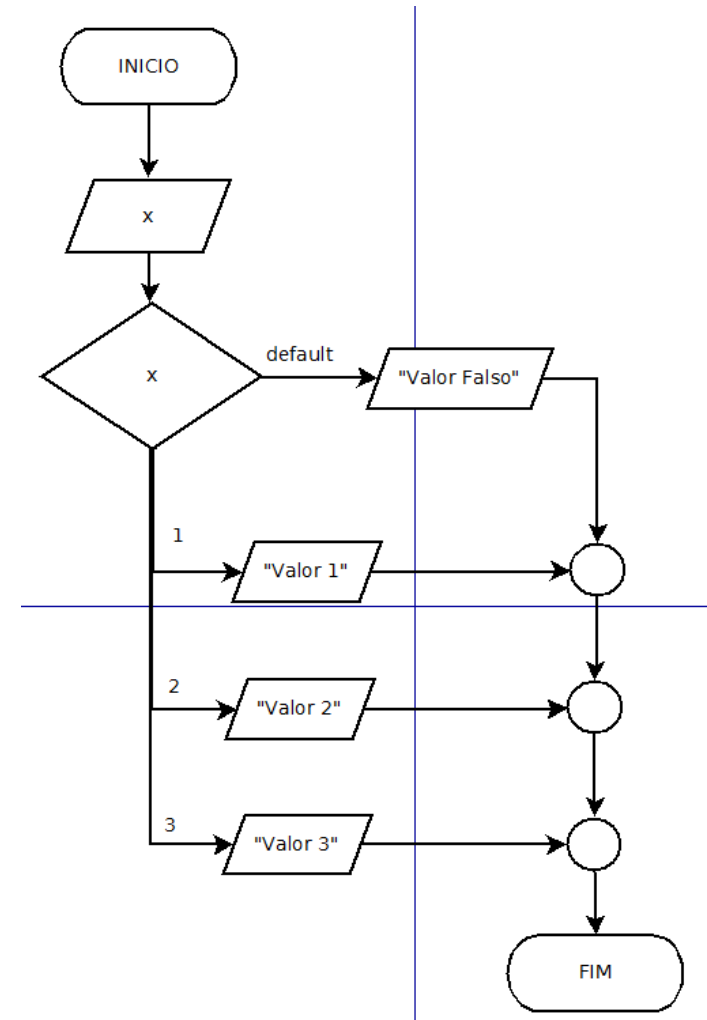 INICIO
x
x
default
"Valor Falso"
1
"Valor 1"
2
"Valor 2"
3
"Valor 3"
FIM